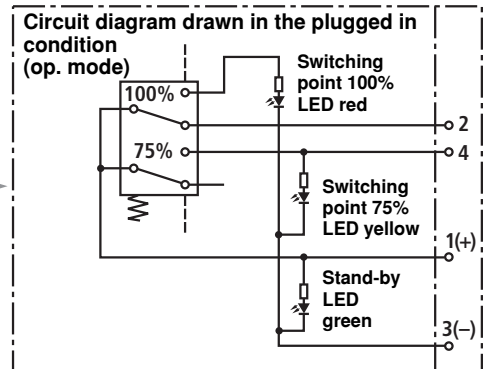 Circuit diagram drawn in the plugged in
condition
(op. mode)
100%
75%
Switching
point 100%
LED red
2
4
Switching
point 75%
LED yellow
1(+)
Stand-by
LED
green
3(–)